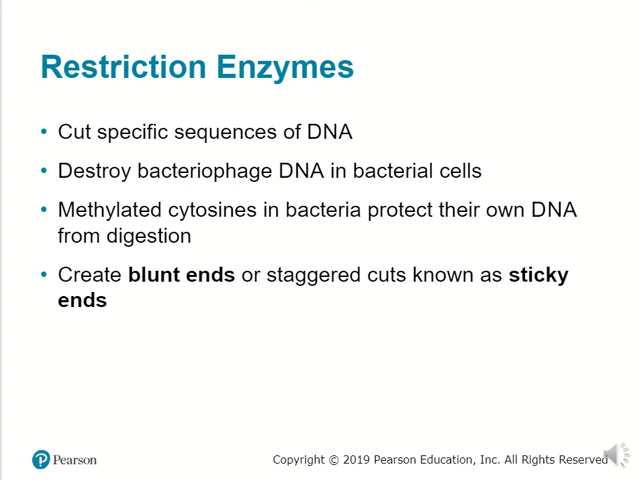 Restriction Enzymes
• Cut specific sequences of DNA
• Destroy bacteriophage DNA in bacterial cells
• Methylated cytosines in bacteria protect their own DNA
from digestion
• Create blunt ends or staggered cuts known as sticky
ends
Pearson
Copyright © 2019 Pearson Education, Inc. All Rights Reserved